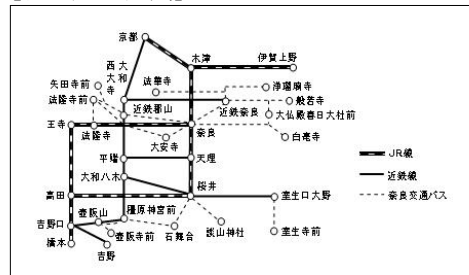 京都
木津
伊賀上野
西大和大寺
法華寺
浄瑠璃寺
矢田寺前
法隆寺前
近鉄郡山
近鉄奈良
般若寺
大仏殿春日大社前
王寺
法隆寺
奈良
白毫寺
大安寺
平端
天理
大和八木
高田
桜井
室生口大野
壷阪山
橿原神宮前
吉野口
壷阪寺前
石舞台
談山神社
室生寺前
橋本
吉野
JR線
近鉄線
奈良交通バス